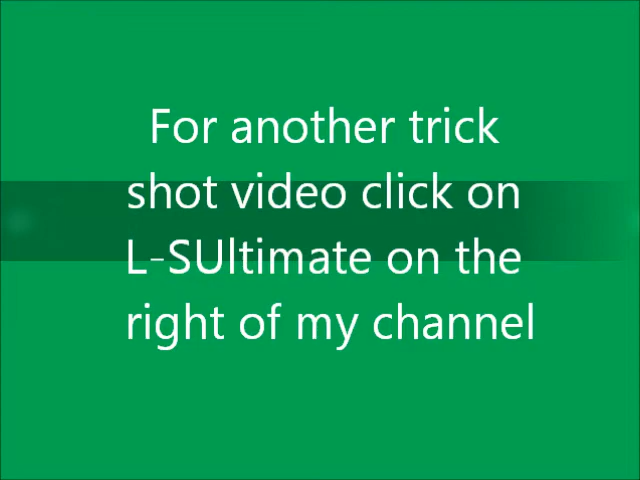 For another trick
shot video click on
L-SUltimate on the
right of my channel